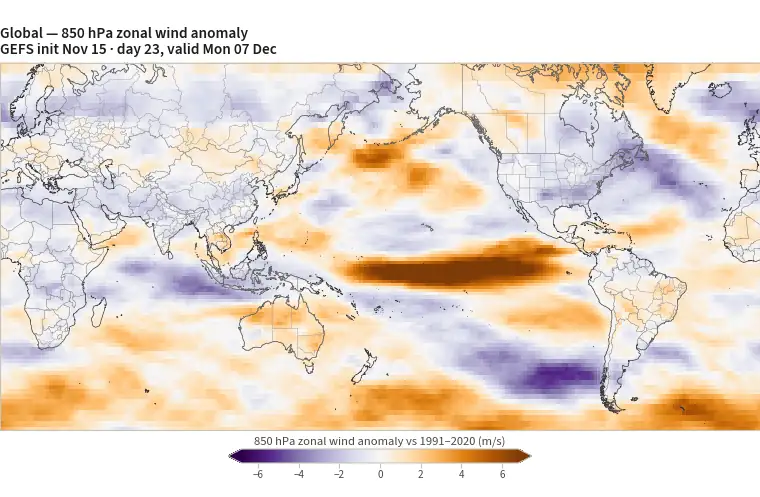 Global — 850 hPa zonal wind anomaly
GEFS init Nov 15 · day 23, valid Mon 07 Dec
850 hPa zonal wind anomaly vs 1991–2020 (m/s)
−6 −4 −2 0 2 4 6